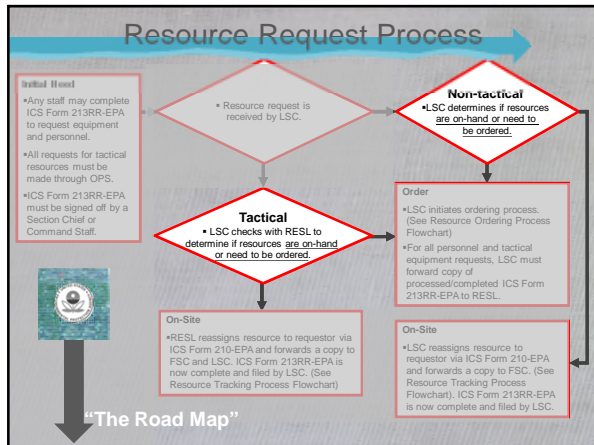 Resource Request Process
Initial Need
▪Any staff may complete
ICS Form 213RR-EPA
to request equipment
and personnel.
▪All requests for tactical
resources must be
made through OPS.
▪ICS Form 213RR-EPA
must be signed off by a
Section Chief or
Command Staff.
▪ Resource request is
received by LSC.
Non-tactical
▪LSC determines if resources
are on-hand or need to
be ordered.
Tactical
▪ LSC checks with RESL to
determine if resources are on-hand
or need to be ordered.
Order
▪LSC initiates ordering process.
(See Resource Ordering Process
Flowchart)
▪For all personnel and tactical
equipment requests, LSC must
forward copy of
processed/completed ICS Form
213RR-EPA to RESL.
On-Site
▪RESL reassigns resource to requestor via
ICS Form 210-EPA and forwards a copy to
FSC and LSC. ICS Form 213RR-EPA is
now complete and filed by LSC. (See
Resource Tracking Process Flowchart)
On-Site
▪LSC reassigns resource to
requestor via ICS Form 210-EPA
and forwards a copy to FSC. (See
Resource Tracking Process
Flowchart). ICS Form 213RR-EPA
is now complete and filed by LSC.
“The Road Map”